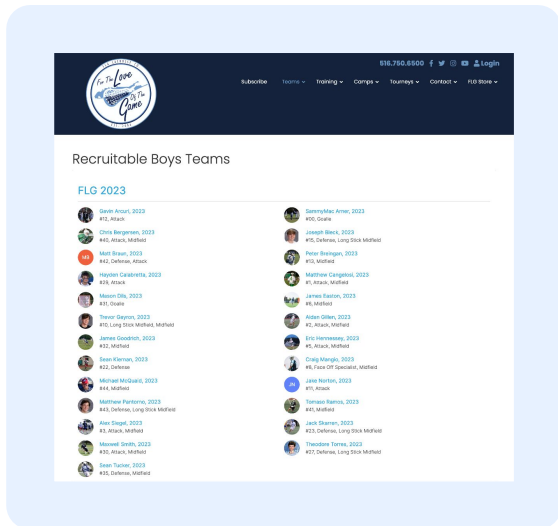 516.750.6500
Login
For The Love
Of The
Game
Subscribe
Teams
Training
Camps
Tourneys
Contact
FLG Store
Recruitable Boys Teams
FLG 2023
Gavin Arcuri, 2023
#12, Attack
Chris Bergersen, 2023
#40, Attack, Midfield
MB
Matt Braun, 2023
#42, Defense, Attack
Hayden Calabretta, 2023
#29, Attack
Mason Dils, 2023
#31, Goalie
Trevor Gayron, 2023
#10, Long Stick Midfield, Midfield
James Goodrich, 2023
#32, Midfield
Sean Kiernan, 2023
#22, Defense
Michael McQuaid, 2023
#44, Midfield
Matthew Pantorno, 2023
#43, Defense, Long Stick Midfield
Alex Siegel, 2023
#3, Attack, Midfield
Maxwell Smith, 2023
#30, Attack, Midfield
Sean Tucker, 2023
#35, Defense, Midfield
SammyMac Arner, 2023
#00, Goalie
Joseph Bieck, 2023
#15, Defense, Long Stick Midfield
Peter Breingan, 2023
#13, Midfield
Matthew Cangelosi, 2023
#1, Attack, Midfield
James Easton, 2023
#6, Midfield
Aidan Gillen, 2023
#2, Attack, Midfield
Eric Hennessey, 2023
#5, Attack, Midfield
Craig Mangio, 2023
Face Off Specialist, Midfield
JN
Jake Norton, 2023
#11, Attack
Tomaso Ramos, 2023
#41, Midfield
Jack Skarren, 2023
#23, Defense, Long Stick Midfield
Theodore Torres, 2023
Defense, Long Stick Midfield